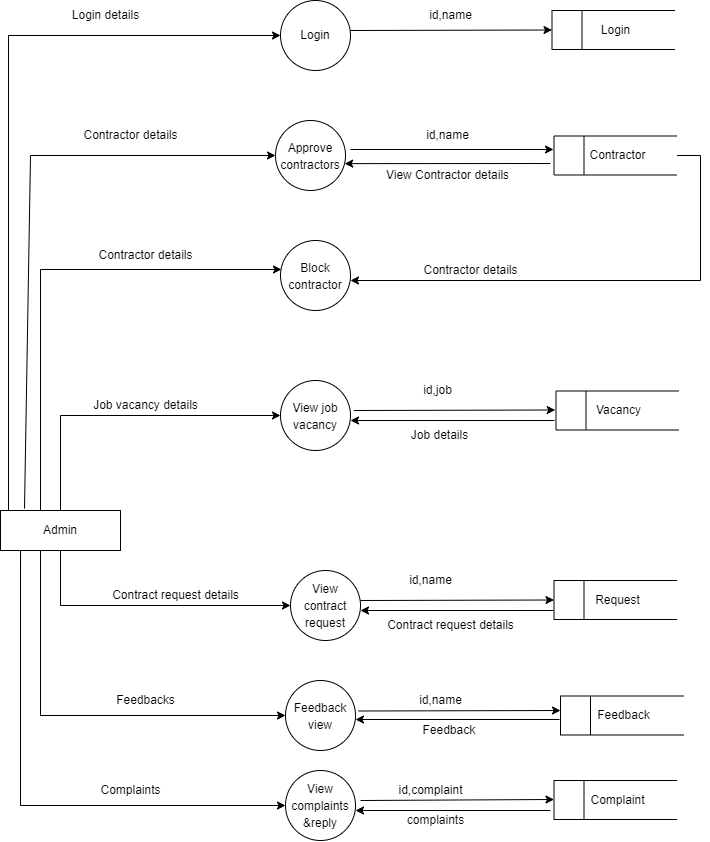 Login details
id,name
Login
Login
Contractor details
id,name
Approve
contractors
Contractor
View Contractor details
Contractor details
Block
contractor
Contractor details
Job vacancy details
id,job
View job
vacancy
Vacancy
Job details
Admin
Contract request details
id,name
View
contract
request
Request
Contract request details
Feedbacks
id,name
Feedback
view
Feedback
Feedback
Complaints
id,complaint
View
complaints
&reply
Complaint
complaints